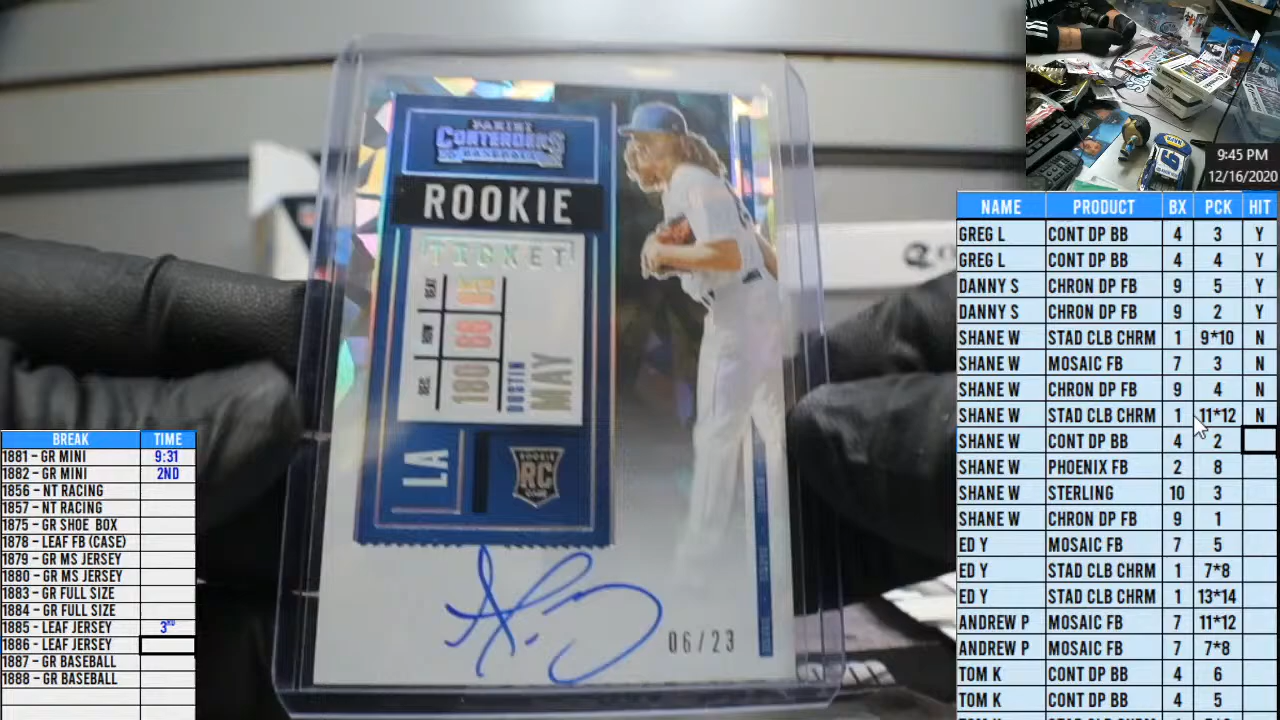 PANINI
CONTENDERS
BASEBALL
ROOKIE
TICKET
SEAT 85
ROW 88
SEC. 180
DUSTIN
MAY
LA
ROOKIE
RC
06/23
9:45 PM
12/16/2020
NAME PRODUCT BX PCK HIT
GREG L CONT DP BB 4 3 Y
GREG L CONT DP BB 4 4 Y
DANNY S CHRON DP FB 9 5 Y
DANNY S CHRON DP FB 9 2 Y
SHANE W STAD CLB CHRM 1 9*10 N
SHANE W MOSAIC FB 7 3 N
SHANE W CHRON DP FB 9 4 N
SHANE W STAD CLB CHRM 1 11*12 N
SHANE W CONT DP BB 4 2
SHANE W PHOENIX FB 2 8
SHANE W STERLING 10 3
SHANE W CHRON DP FB 9 1
ED Y MOSAIC FB 7 5
ED Y STAD CLB CHRM 1 7*8
ED Y STAD CLB CHRM 1 13*14
ANDREW P MOSAIC FB 7 11*12
ANDREW P MOSAIC FB 7 7*8
TOM K CONT DP BB 4 6
TOM K CONT DP BB 4 5
BREAK TIME
1881 - GR MINI 9:31
1882 - GR MINI 2ND
1856 - NT RACING
1857 - NT RACING
1875 - GR SHOE BOX
1878 - LEAF FB (CASE)
1879 - GR MS JERSEY
1880 - GR MS JERSEY
1883 - GR FULL SIZE
1884 - GR FULL SIZE
1885 - LEAF JERSEY 3RD
1886 - LEAF JERSEY
1887 - GR BASEBALL
1888 - GR BASEBALL